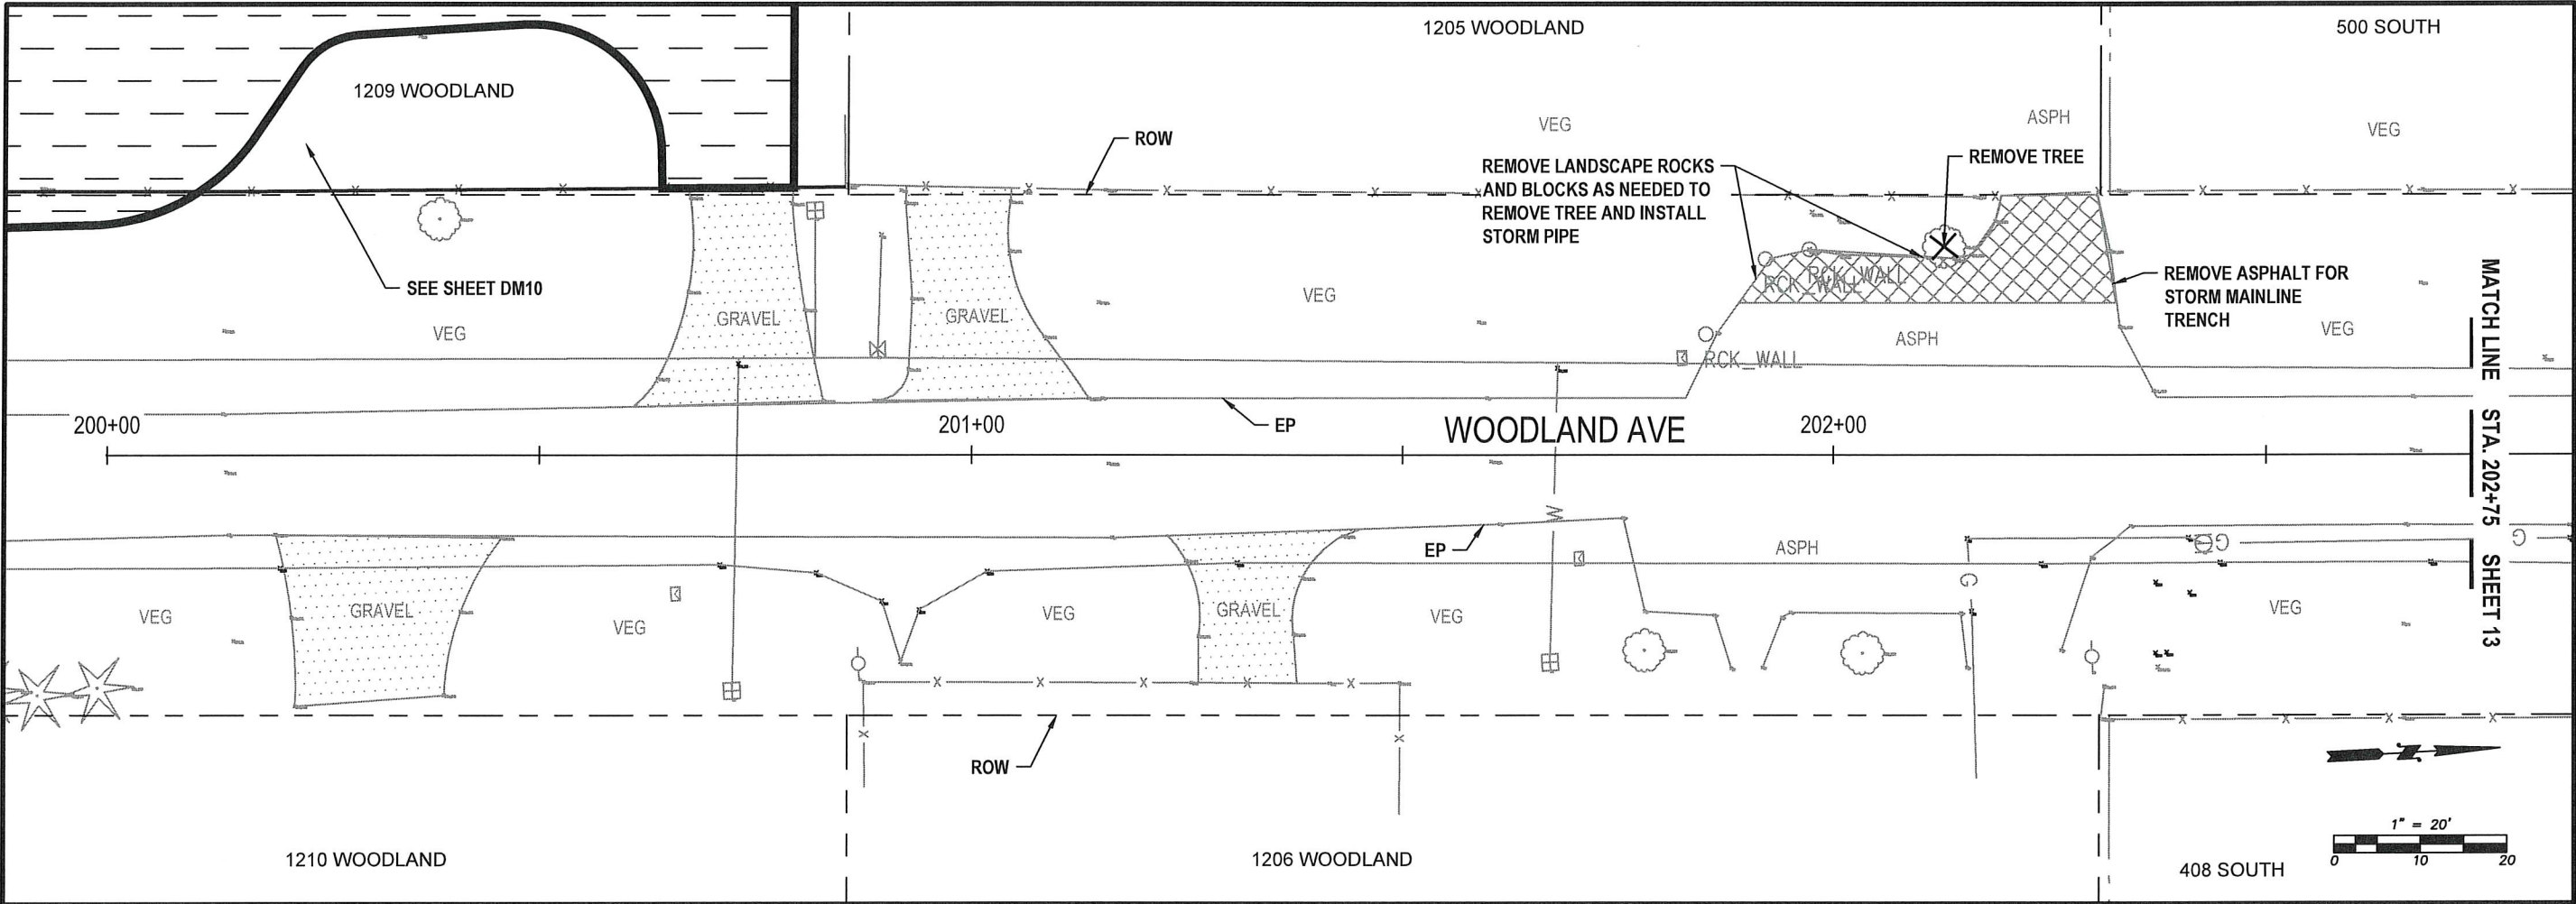 1205 WOODLAND
500 SOUTH
1209 WOODLAND
VEG
ASPH
VEG
ROW
REMOVE LANDSCAPE ROCKS
AND BLOCKS AS NEEDED TO
REMOVE TREE AND INSTALL
STORM PIPE
REMOVE TREE
SEE SHEET DM10
REMOVE ASPHALT FOR
STORM MAINLINE
TRENCH
RCK_WALL
RCK_WALL
VEG
GRAVEL
GRAVEL
VEG
ASPH
VEG
RCK_WALL
MATCH LINE STA. 202+75 SHEET 13
200+00
201+00
EP
WOODLAND AVE
202+00
W
EP
ASPH
G
G
G
VEG
GRAVEL
VEG
VEG
GRAVEL
VEG
VEG
ROW
1" = 20'
0 10 20
1210 WOODLAND
1206 WOODLAND
408 SOUTH